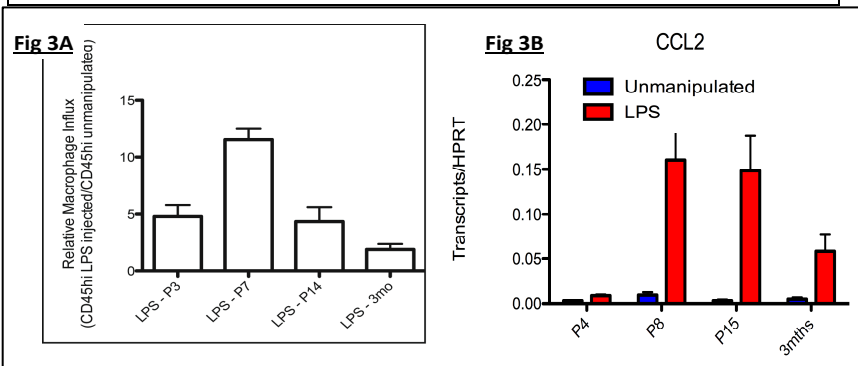 Fig 3A
Relative Macrophage Influx
(CD45hi LPS injected/CD45hi unmanipulated)
15
10
5
0
LPS - P3
LPS - P7
LPS - P14
LPS - 3mo
Fig 3B
CCL2
Transcripts/HPRT
0.25
0.20
0.15
0.10
0.05
0.00
Unmanipulated
LPS
P4
P8
P15
3mths